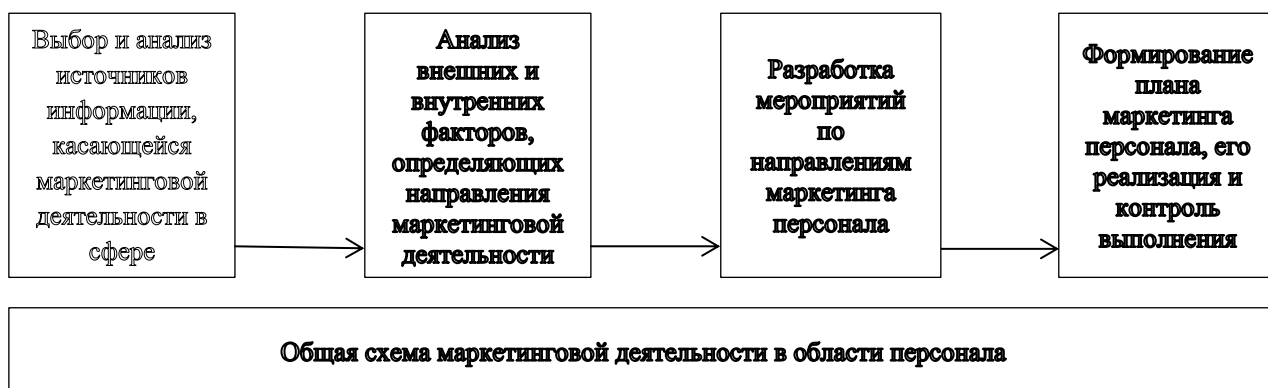 Выбор и анализ
источников
информации,
касающейся
маркетинговой
деятельности в
сфере
Анализ
внешних и
внутренних
факторов,
определяющих
направления
маркетинговой
деятельности
Разработка
мероприятий
по
направлениям
маркетинга
персонала
Формирование
плана
маркетинга
персонала, его
реализация и
контроль
выполнения
Общая схема маркетинговой деятельности в области персонала